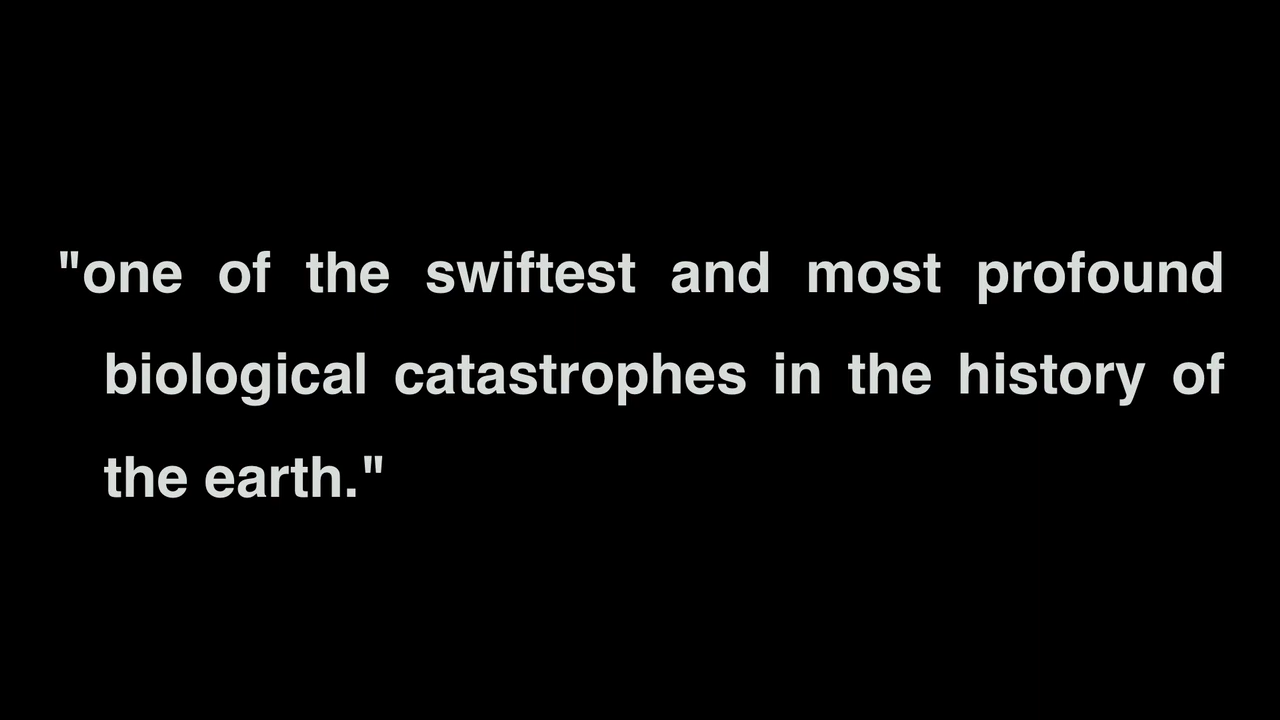 "one of the swiftest and most profound
biological catastrophes in the history of
the earth."